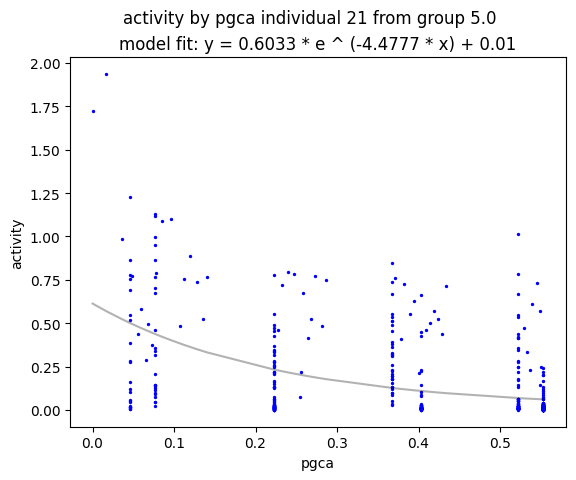 activity by pgca individual 21 from group 5.0
model fit: y = 0.6033 * e ^ (-4.4777 * x) + 0.01
2.00
1.75
1.50
1.25
1.00
0.75
0.50
0.25
0.00
activity
0.0 0.1 0.2 0.3 0.4 0.5
pgca